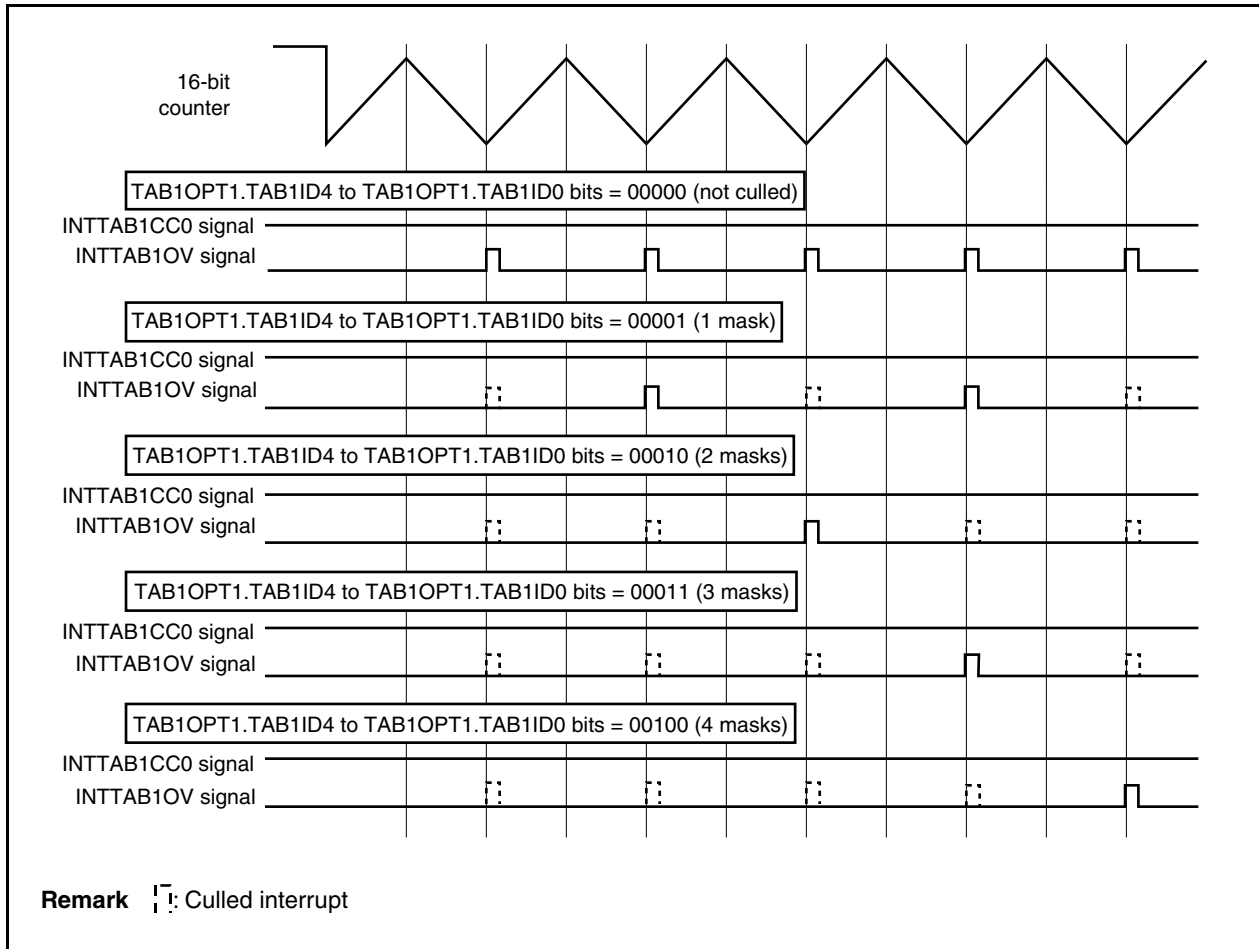 16-bit
counter
TAB1OPT1.TAB1ID4 to TAB1OPT1.TAB1ID0 bits = 00000 (not culled)
INTTAB1CC0 signal
INTTAB1OV signal
TAB1OPT1.TAB1ID4 to TAB1OPT1.TAB1ID0 bits = 00001 (1 mask)
INTTAB1CC0 signal
INTTAB1OV signal
TAB1OPT1.TAB1ID4 to TAB1OPT1.TAB1ID0 bits = 00010 (2 masks)
INTTAB1CC0 signal
INTTAB1OV signal
TAB1OPT1.TAB1ID4 to TAB1OPT1.TAB1ID0 bits = 00011 (3 masks)
INTTAB1CC0 signal
INTTAB1OV signal
TAB1OPT1.TAB1ID4 to TAB1OPT1.TAB1ID0 bits = 00100 (4 masks)
INTTAB1CC0 signal
INTTAB1OV signal
Remark : Culled interrupt